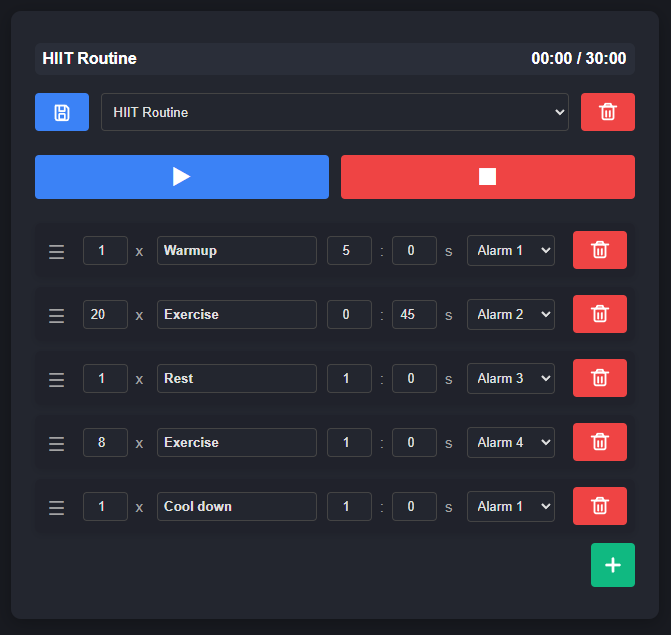 HIIT Routine 00:00 / 30:00
HIIT Routine
1 x Warmup 5 : 0 s Alarm 1
20 x Exercise 0 : 45 s Alarm 2
1 x Rest 1 : 0 s Alarm 3
8 x Exercise 1 : 0 s Alarm 4
1 x Cool down 1 : 0 s Alarm 1